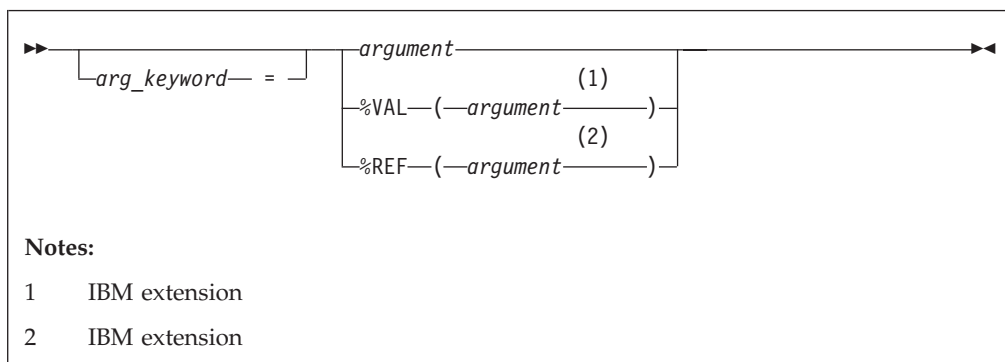 argument
arg_keyword = 
(1)
%VAL ( argument )
(2)
%REF ( argument )
Notes:
1 IBM extension
2 IBM extension